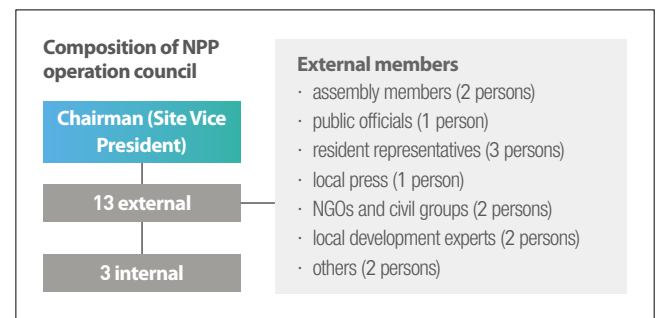 Composition of NPP
operation council
Chairman (Site Vice
President)
13 external
3 internal
External members
· assembly members (2 persons)
· public officials (1 person)
· resident representatives (3 persons)
· local press (1 person)
· NGOs and civil groups (2 persons)
· local development experts (2 persons)
· others (2 persons)